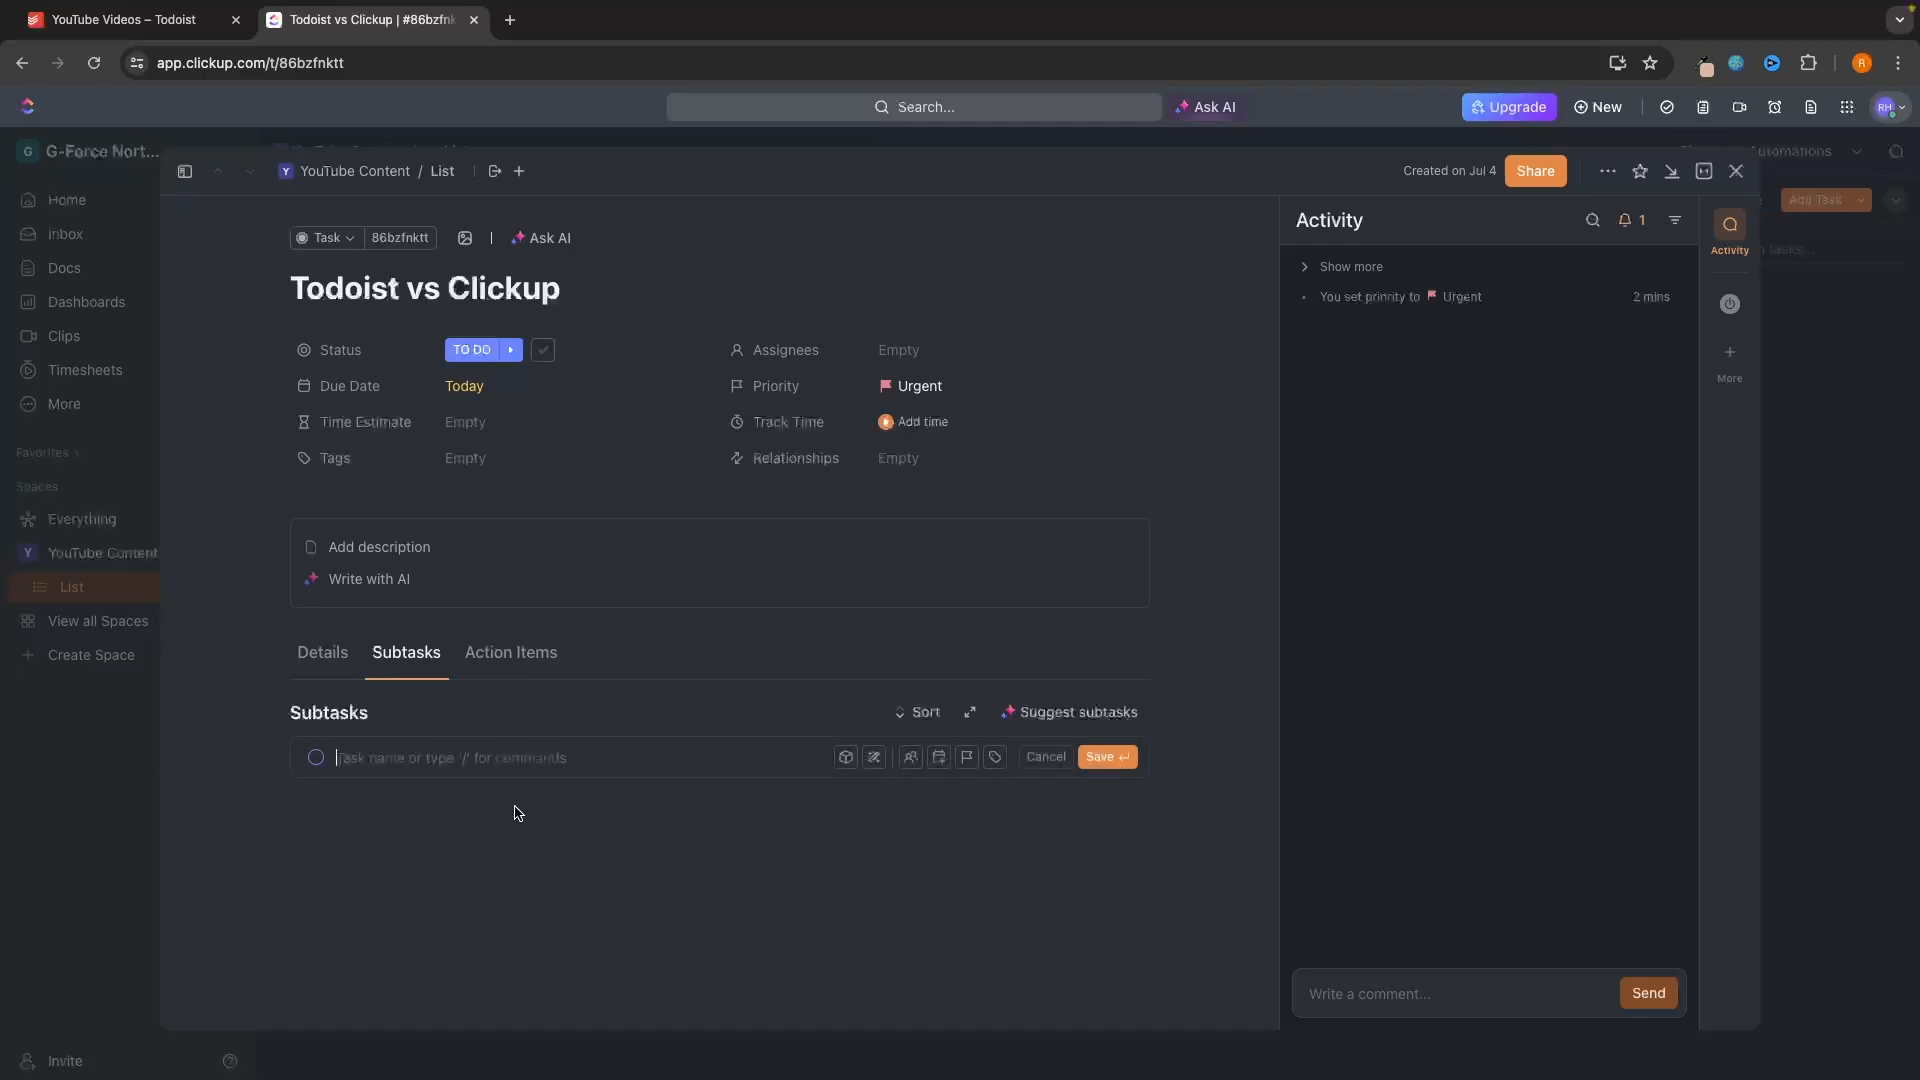 YouTube Videos – Todoist
Todoist vs Clickup | #86bzfnk
app.clickup.com/t/86bzfnktt
R
Search...
Ask AI
Upgrade
New
RH
G
G-Force Nort...
Automations
Y
YouTube Content / List
Created on Jul 4
Share
Add Task
Home
Inbox
Docs
Dashboards
Clips
Timesheets
More
Favorites
Spaces
Everything
Y
YouTube Content
List
View all Spaces
Create Space
Invite
Task
86bzfnktt
Ask AI
Todoist vs Clickup
Status
TO DO
Assignees
Empty
Due Date
Today
Priority
Urgent
Time Estimate
Empty
Track Time
Add time
Tags
Empty
Relationships
Empty
Add description
Write with AI
Details
Subtasks
Action Items
Subtasks
Sort
Suggest subtasks
Task name or type '/' for commands
Cancel
Save
Activity
1
Show more
You set priority to Urgent
2 mins
Activity
More
tasks...
Write a comment...
Send